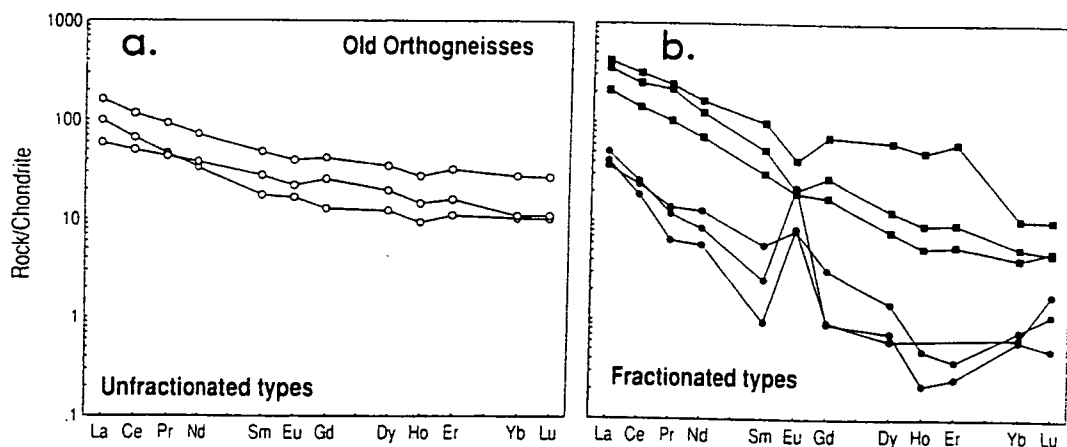 a. Old Orthogneisses
b.
1000
100
10
1
.1
Rock/Chondrite
Unfractionated types
Fractionated types
La Ce Pr Nd Sm Eu Gd Dy Ho Er Yb Lu
La Ce Pr Nd Sm Eu Gd Dy Ho Er Yb Lu